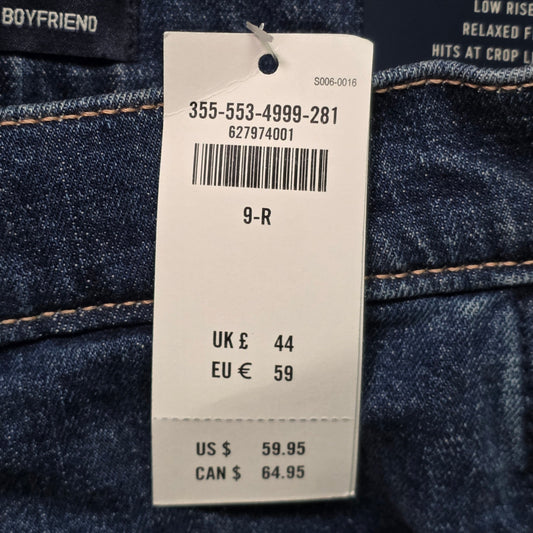 BOYFRIEND
LOW RISE
RELAXED
HITS AT CROP
S006-0016
355-553-4999-281
627974001
9-R
UK £ 44
EU € 59
US $ 59.95
CAN $ 64.95